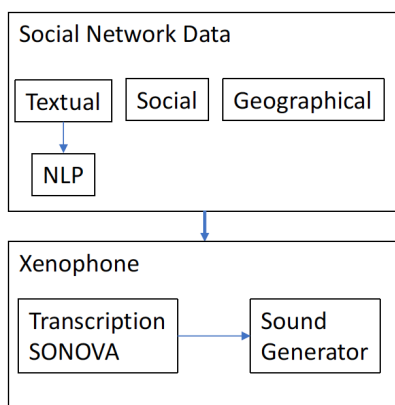 Social Network Data
Textual
Social
Geographical
NLP
Xenophone
Transcription
SONOVA
Sound
Generator